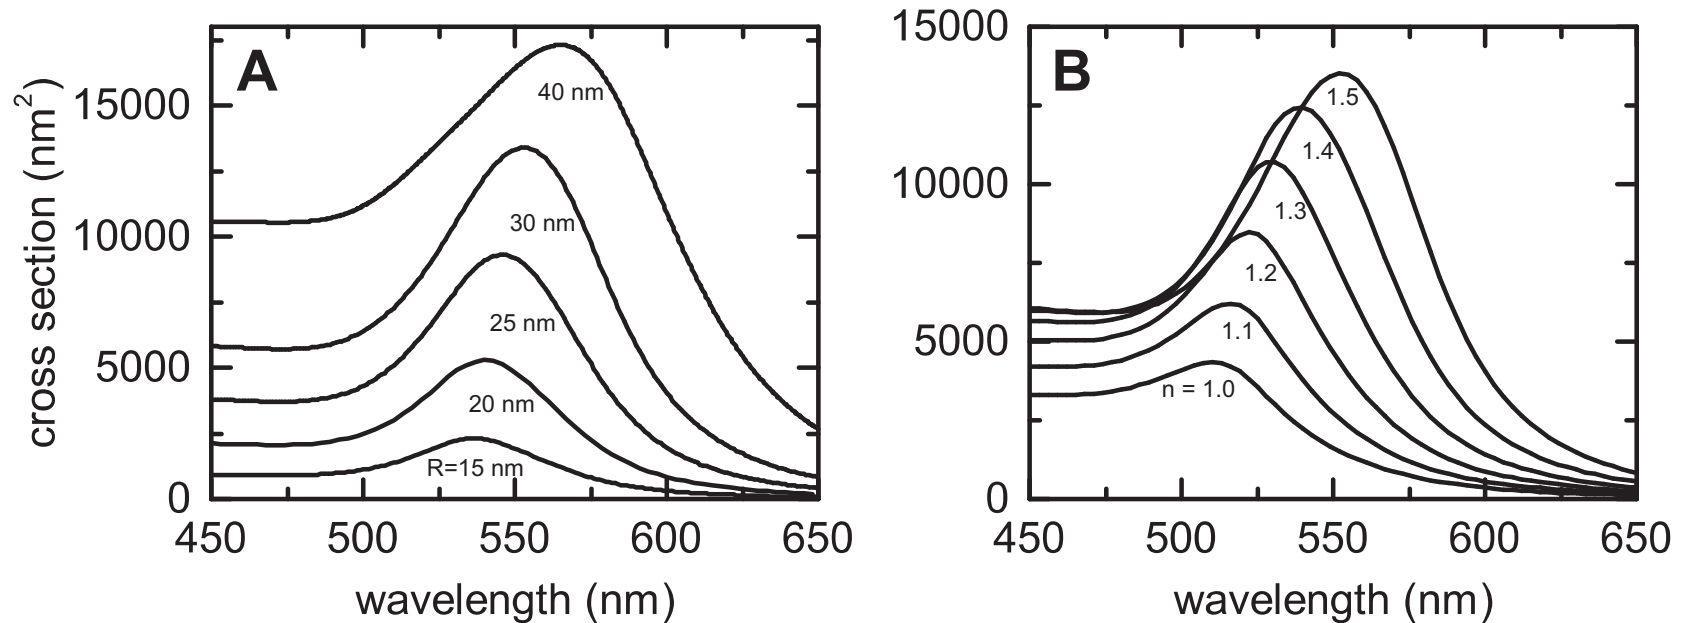 A
cross section (nm²)
15000
10000
5000
0
40 nm
30 nm
25 nm
20 nm
R=15 nm
450 500 550 600 650
wavelength (nm)
B
15000
10000
5000
0
1.5
1.4
1.3
1.2
1.1
n = 1.0
450 500 550 600 650
wavelength (nm)